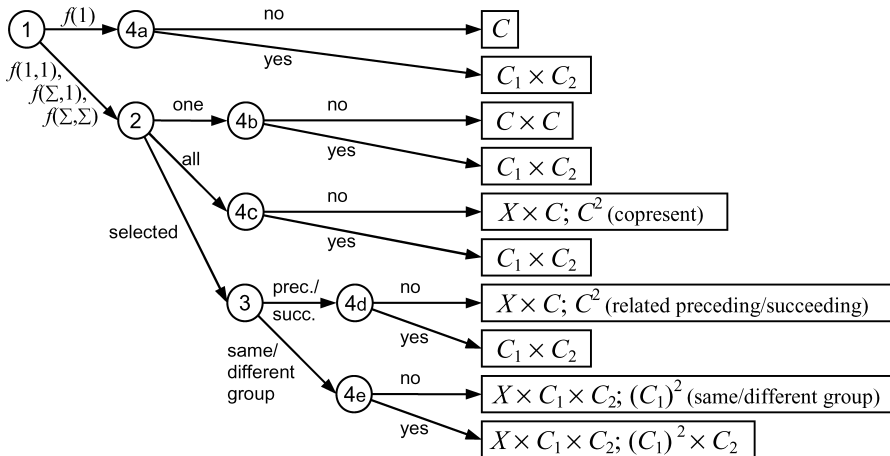 1 f(1) 4a no C
yes C₁ × C₂
f(1,1),
f(Σ,1),
f(Σ,Σ)
2 one 4b no C × C
yes C₁ × C₂
all 4c no X × C; C² (copresent)
yes C₁ × C₂
selected
3 prec./
succ.
4d no X × C; C² (related preceding/succeeding)
yes C₁ × C₂
same/
different
group
4e no X × C₁ × C₂; (C₁)² (same/different group)
yes X × C₁ × C₂; (C₁)² × C₂